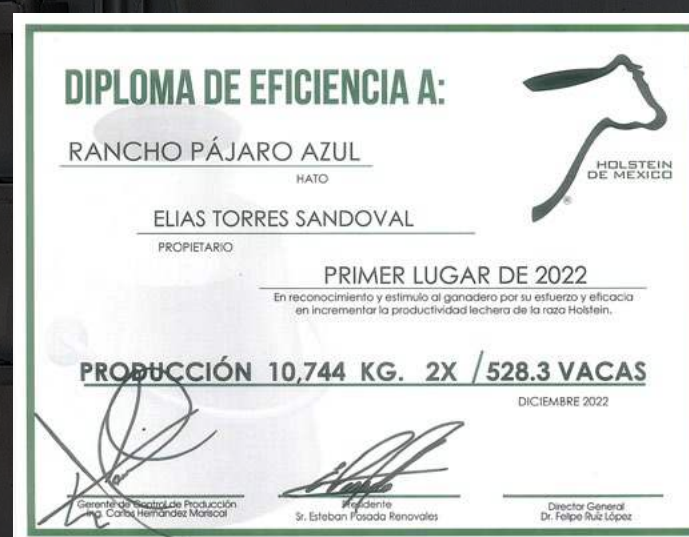 DIPLOMA DE EFICIENCIA A:
HOLSTEIN
DE MEXICO
®
RANCHO PÁJARO AZUL
HATO
ELIAS TORRES SANDOVAL
PROPIETARIO
PRIMER LUGAR DE 2022
En reconocimiento y estimulo al ganadero por su esfuerzo y eficacia
en incrementar la productividad lechera de la raza Holstein.
PRODUCCIÓN 10,744 KG. 2X /528.3 VACAS
DICIEMBRE 2022
Gerente de Control de Producción
Ing. Carlos Hernández Mariscal
Presidente
Sr. Esteban Posada Renovales
Director General
Dr. Felipe Ruiz López